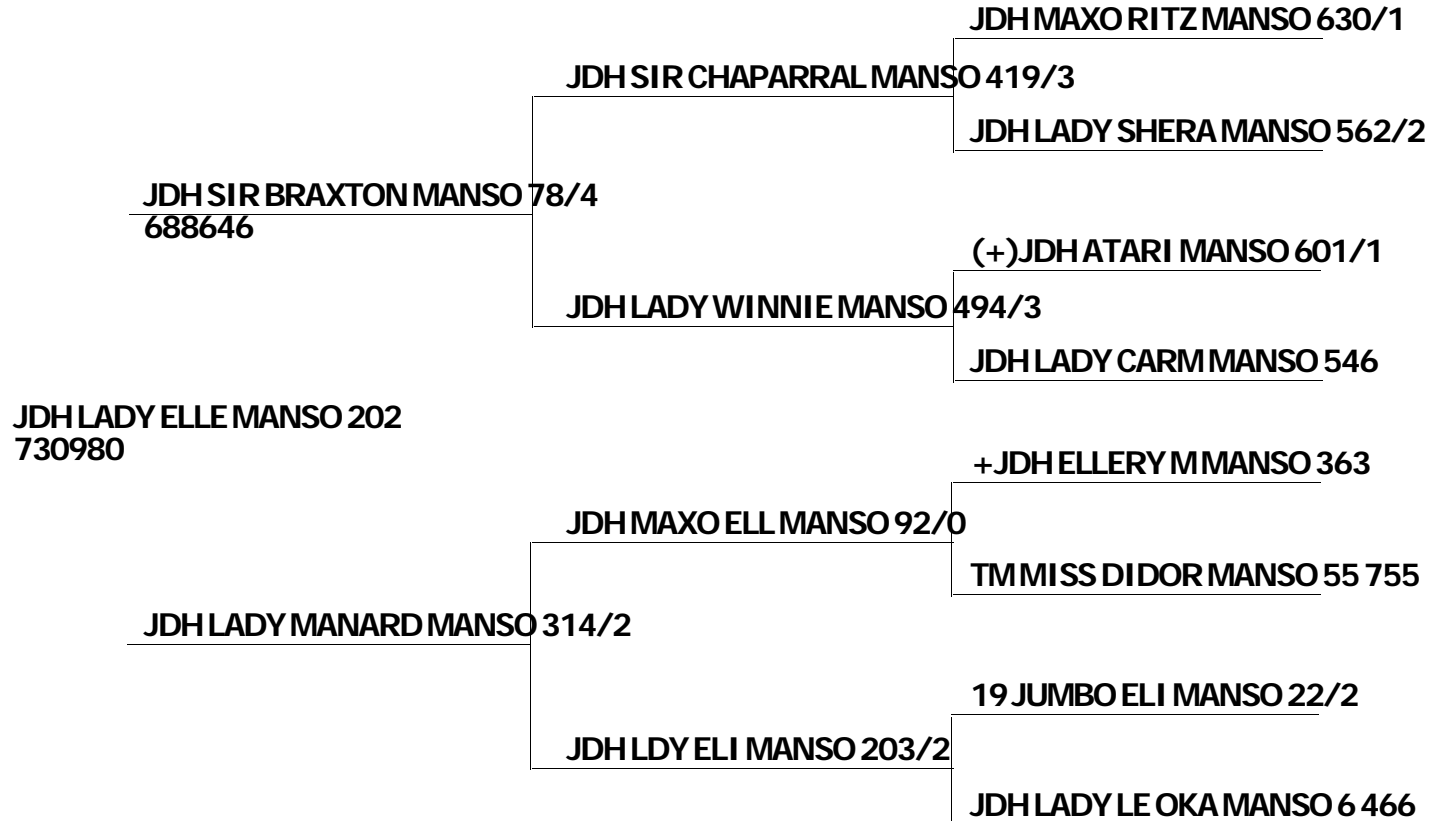 JDH MAXO RITZ MANSO 630/1
JDH SIR CHAPARRAL MANSO 419/3
JDH LADY SHERA MANSO 562/2
JDH SIR BRAXTON MANSO 78/4
688646
(+)JDH ATARI MANSO 601/1
JDH LADY WINNIE MANSO 494/3
JDH LADY CARM MANSO 546
JDH LADY ELLE MANSO 202
730980
+JDH ELLERY M MANSO 363
JDH MAXO ELL MANSO 92/0
TM MISS DIDOR MANSO 55 755
JDH LADY MANARD MANSO 314/2
19 JUMBO ELI MANSO 22/2
JDH LDY ELI MANSO 203/2
JDH LADY LE OKA MANSO 6 466